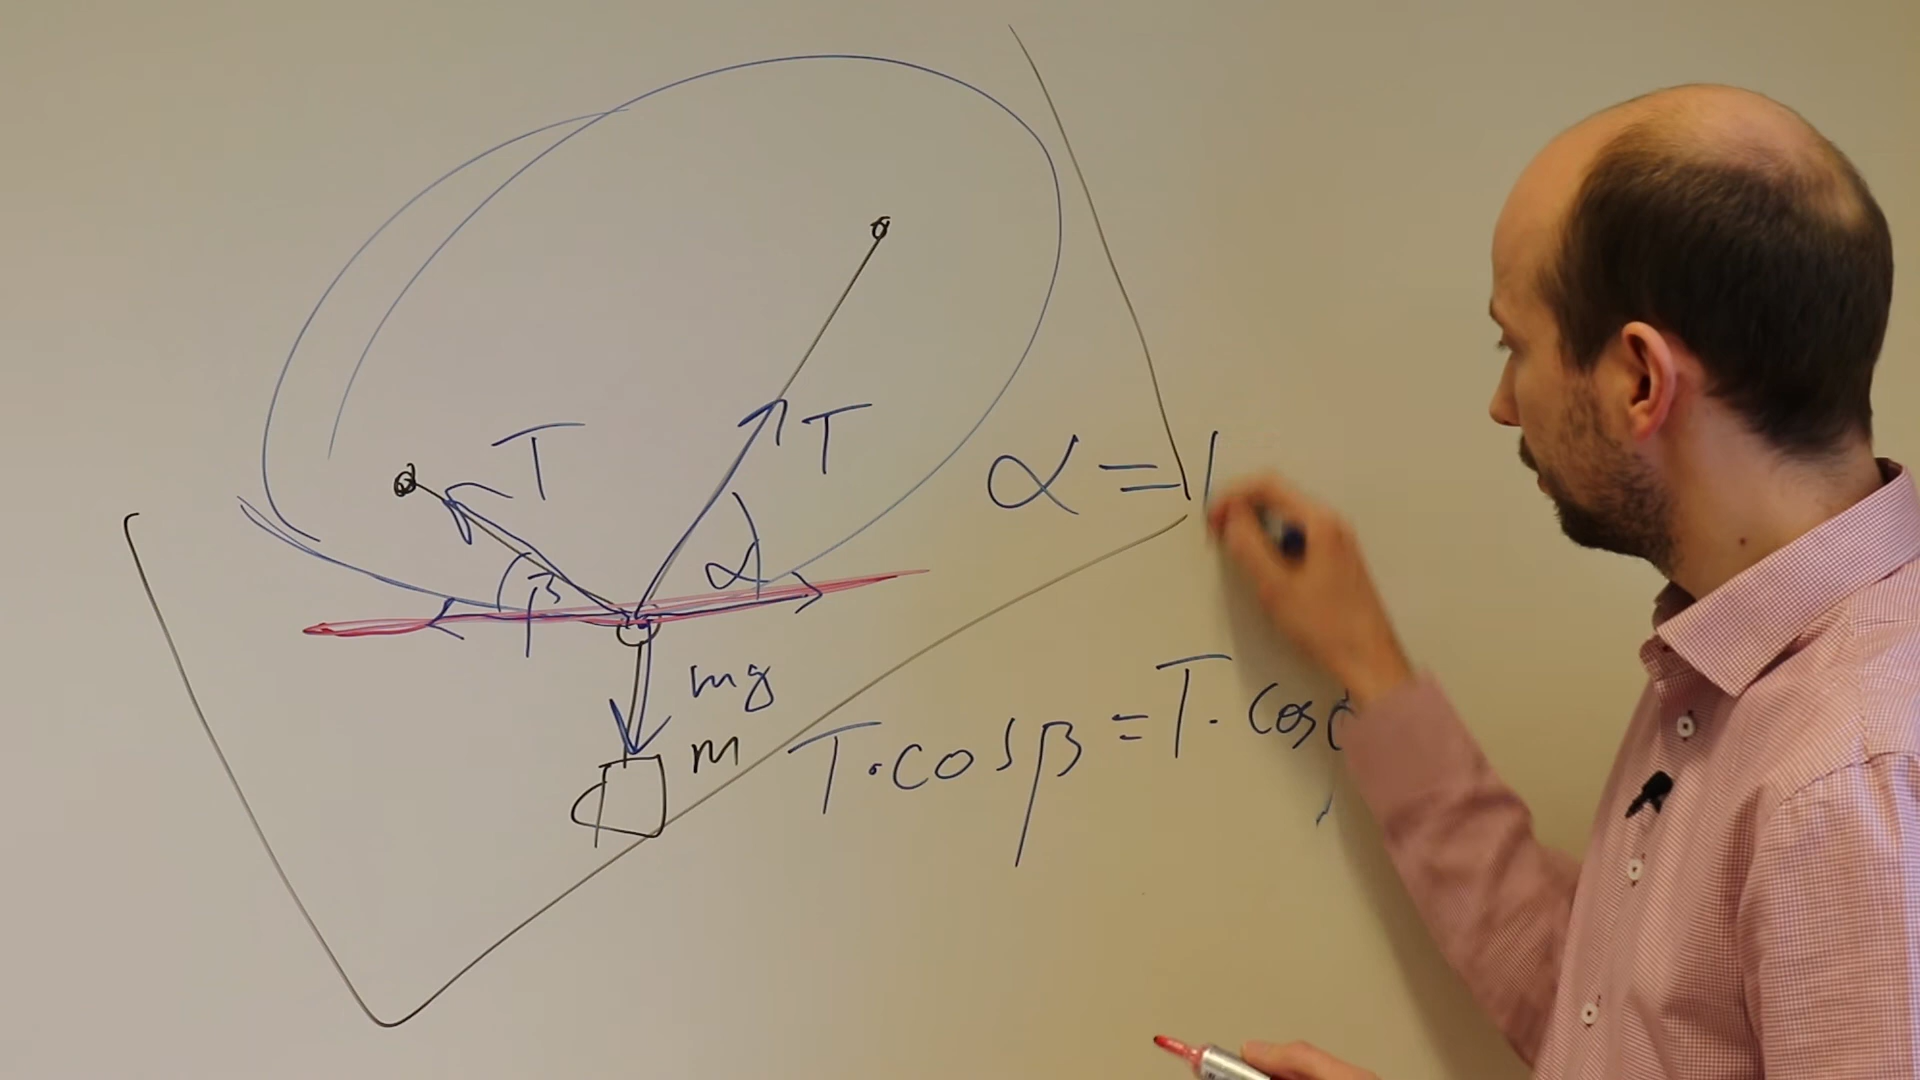 T
T
α =
α
β
mg
m
T · cosβ = T · cos